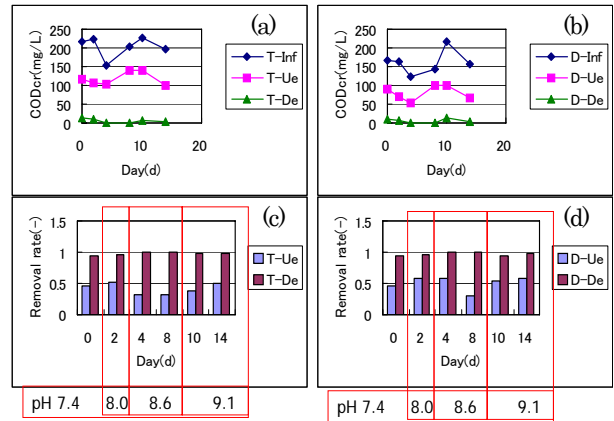 (a)
CODcr(mg/L)
250
200
150
100
50
0
0 10 20
Day(d)
T-Inf
T-Ue
T-De
(b)
CODcr(mg/L)
250
200
150
100
50
0
0 10 20
Day(d)
D-Inf
D-Ue
D-De
(c)
Removal rate(-)
1.5
1
0.5
0
0 2 4 8 10 14
Day(d)
T-Ue
T-De
pH 7.4 8.0 8.6 9.1
(d)
Removal rate(-)
1.5
1
0.5
0
0 2 4 8 10 14
Day(d)
D-Ue
D-De
pH 7.4 8.0 8.6 9.1